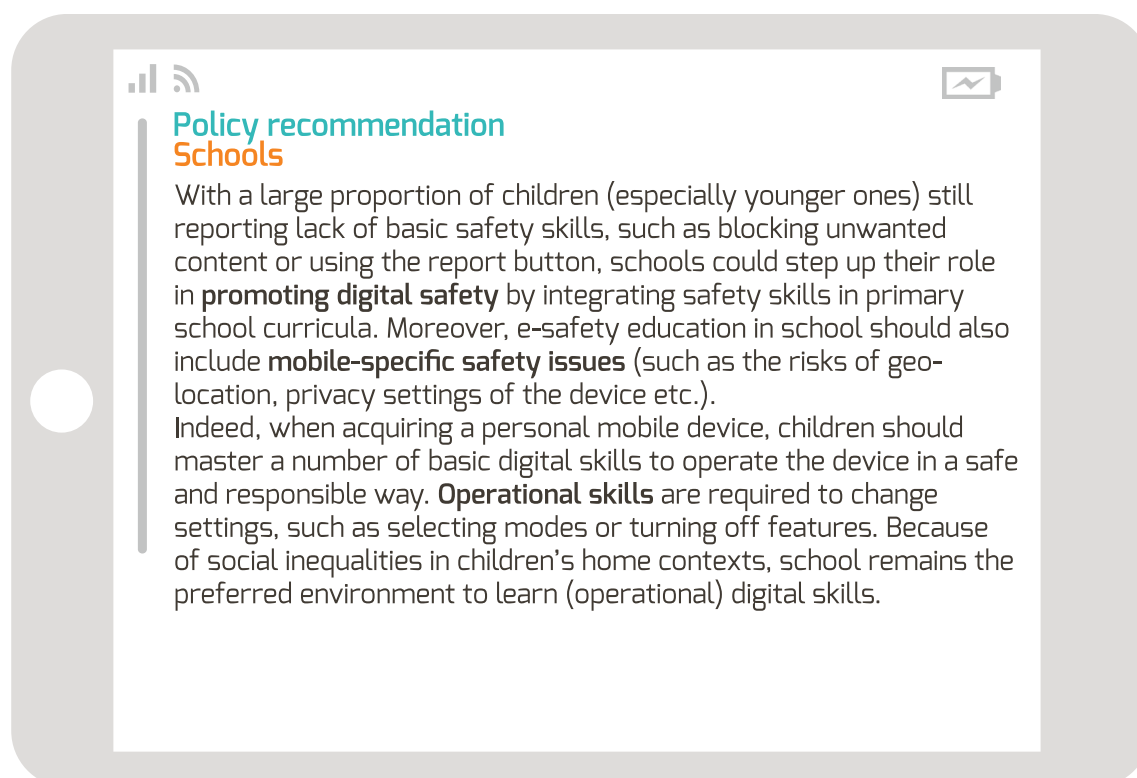 Policy recommendation
Schools
With a large proportion of children (especially younger ones) still
reporting lack of basic safety skills, such as blocking unwanted
content or using the report button, schools could step up their role
in promoting digital safety by integrating safety skills in primary
school curricula. Moreover, e-safety education in school should also
include mobile-specific safety issues (such as the risks of geo-
location, privacy settings of the device etc.).
Indeed, when acquiring a personal mobile device, children should
master a number of basic digital skills to operate the device in a safe
and responsible way. Operational skills are required to change
settings, such as selecting modes or turning off features. Because
of social inequalities in children's home contexts, school remains the
preferred environment to learn (operational) digital skills.